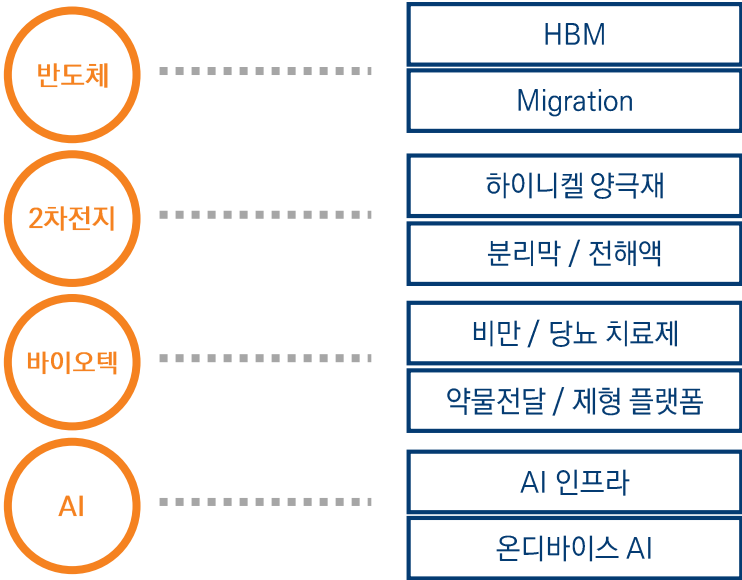 반도체
HBM
Migration
2차전지
하이니켈 양극재
분리막 / 전해액
바이오텍
비만 / 당뇨 치료제
약물전달 / 제형 플랫폼
AI
AI 인프라
온디바이스 AI